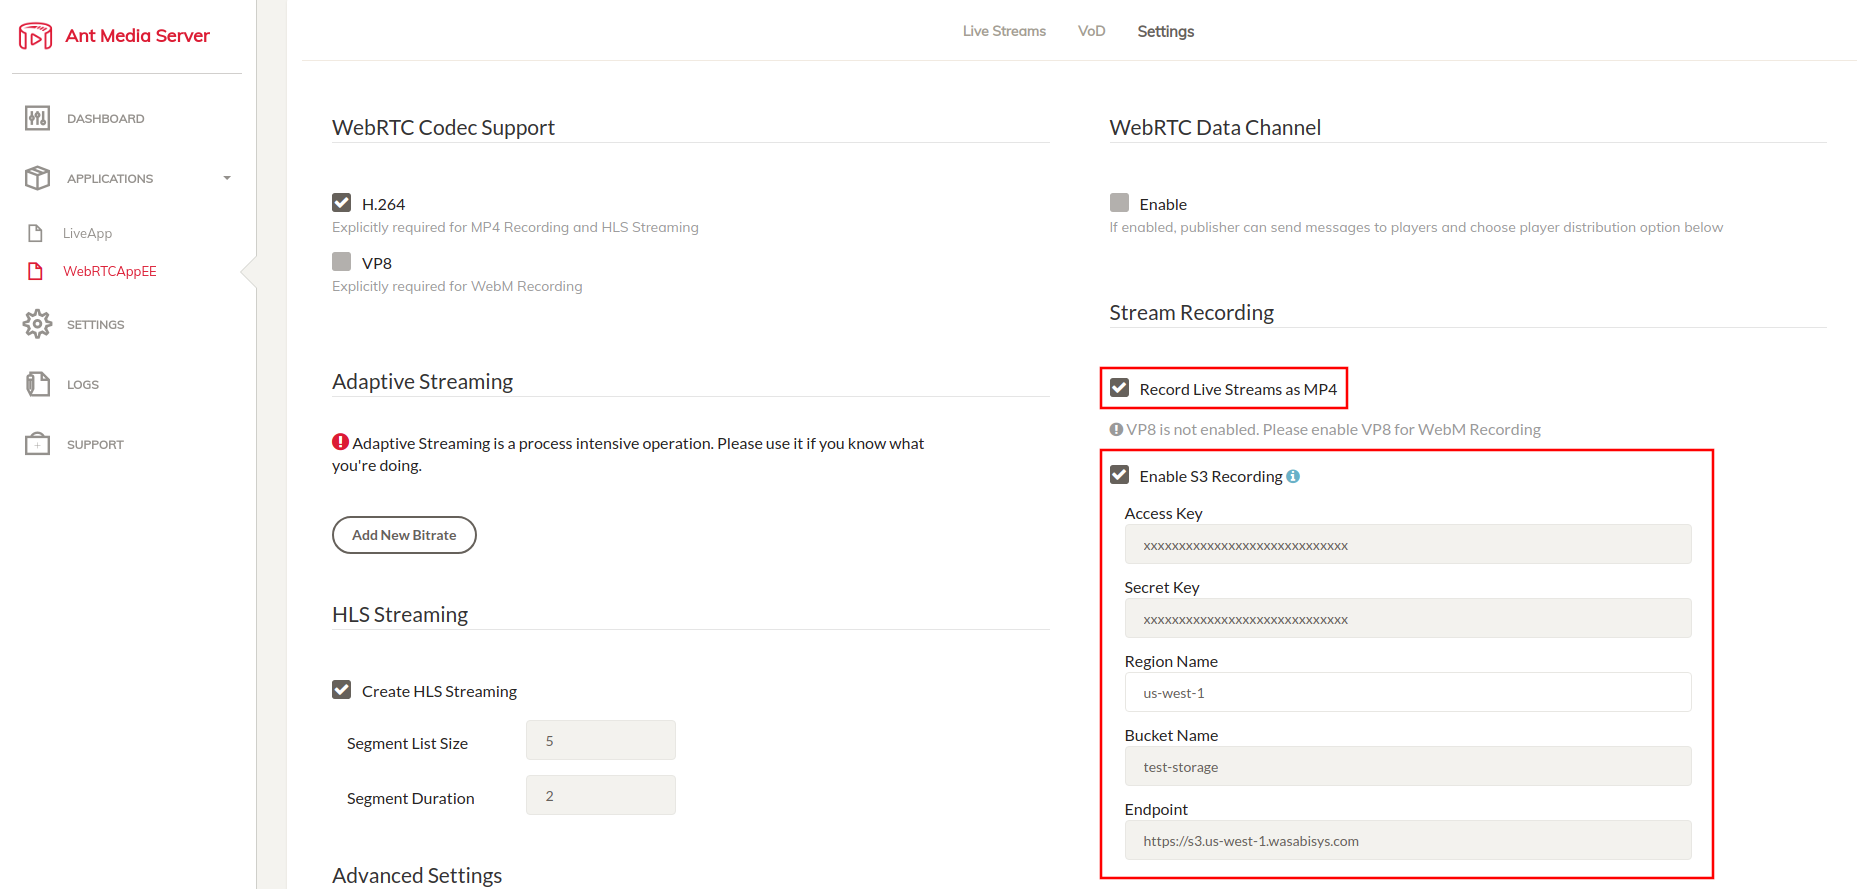 Ant Media Server
DASHBOARD
APPLICATIONS
LiveApp
WebRTCAppEE
SETTINGS
LOGS
SUPPORT
Live Streams VoD Settings
WebRTC Codec Support
H.264
Explicitly required for MP4 Recording and HLS Streaming
VP8
Explicitly required for WebM Recording
Adaptive Streaming
Adaptive Streaming is a process intensive operation. Please use it if you know what
you're doing.
Add New Bitrate
HLS Streaming
Create HLS Streaming
Segment List Size 5
Segment Duration 2
Advanced Settings
WebRTC Data Channel
Enable
If enabled, publisher can send messages to players and choose player distribution option below
Stream Recording
Record Live Streams as MP4
VP8 is not enabled. Please enable VP8 for WebM Recording
Enable S3 Recording
Access Key
xxxxxxxxxxxxxxxxxxxxxxxxxxxxx
Secret Key
xxxxxxxxxxxxxxxxxxxxxxxxxxxxx
Region Name
us-west-1
Bucket Name
test-storage
Endpoint
https://s3.us-west-1.wasabisys.com